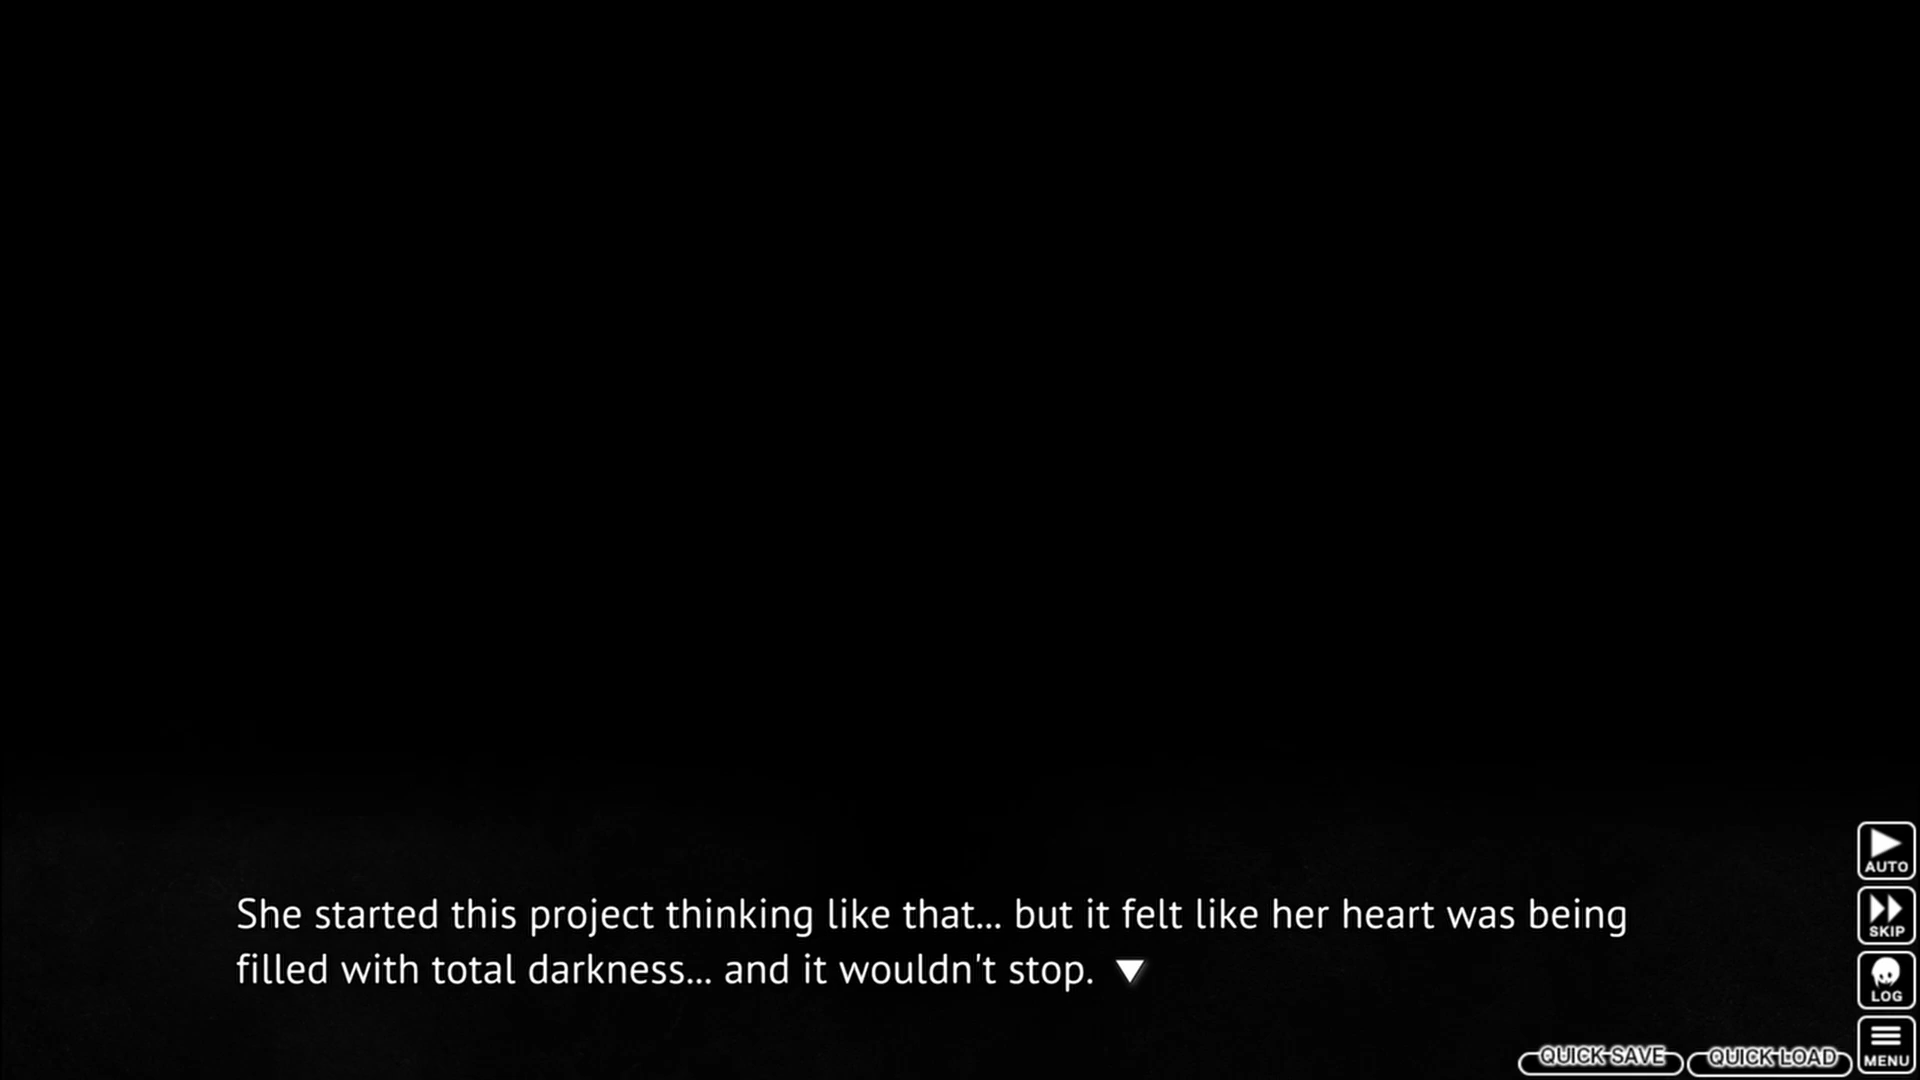 She started this project thinking like that... but it felt like her heart was being
filled with total darkness... and it wouldn't stop.
AUTO
SKIP
LOG
MENU
QUICK SAVE
QUICK LOAD